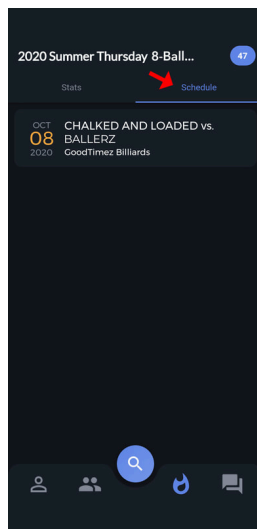 2020 Summer Thursday 8-Ball...
47
Stats
Schedule
OCT
08
2020
CHALKED AND LOADED vs.
BALLERZ
GoodTimez Billiards